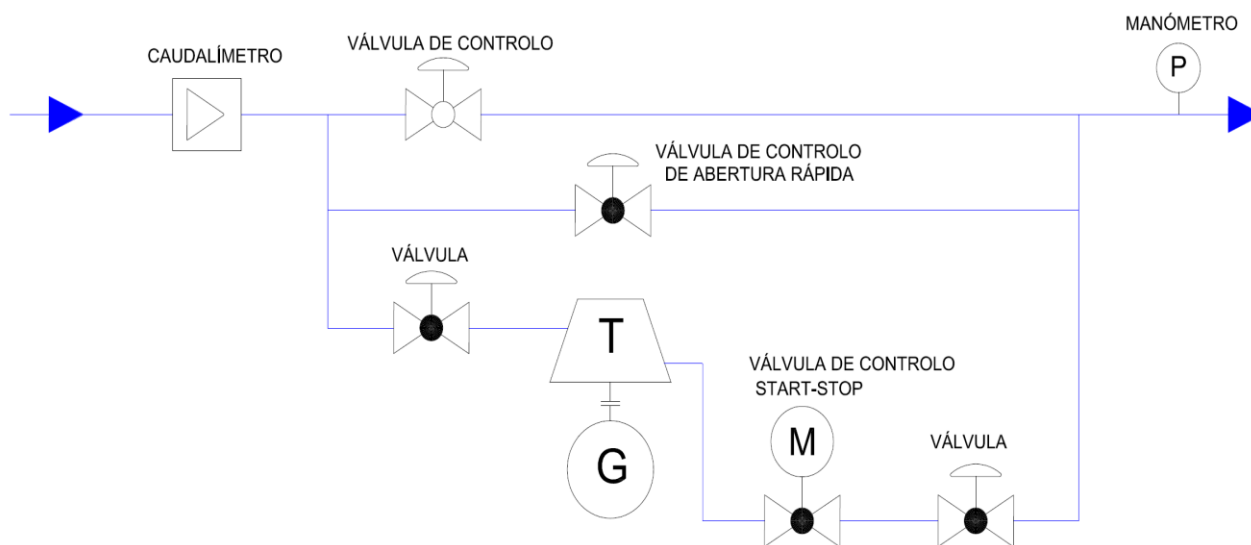 CAUDALÍMETRO
VÁLVULA DE CONTROLO
MANÓMETRO
P
VÁLVULA DE CONTROLO
DE ABERTURA RÁPIDA
VÁLVULA
T
G
VÁLVULA DE CONTROLO
START-STOP
M
VÁLVULA